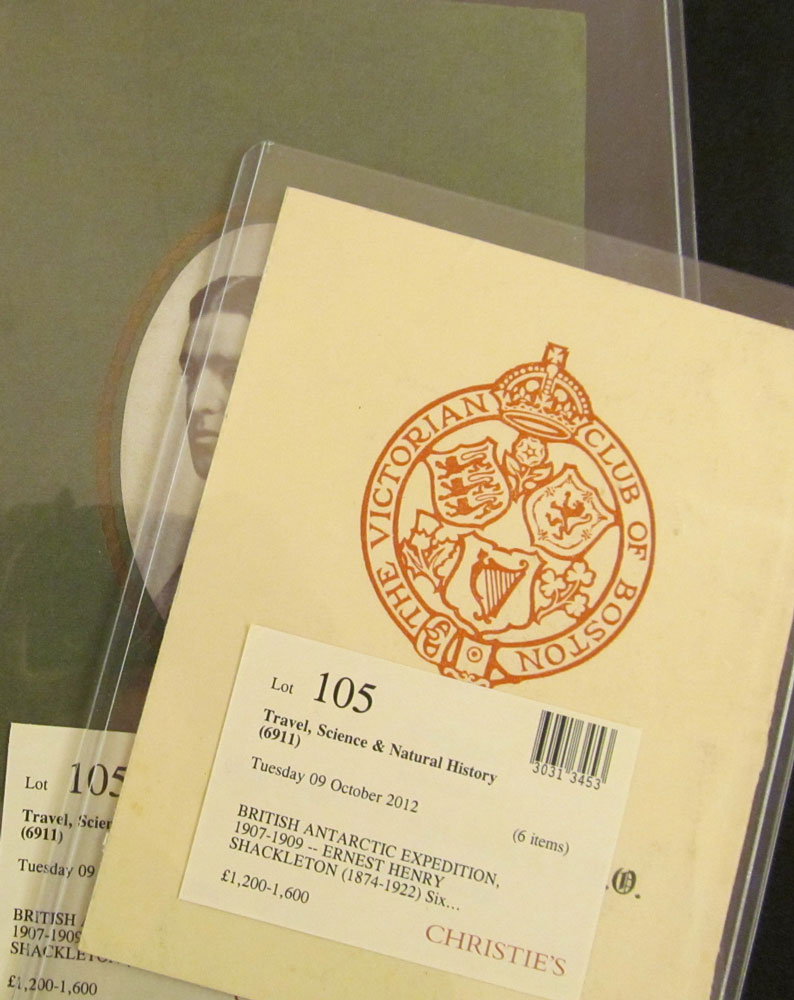 THE VICTORIAN CLUB OF BOSTON
Lot 105
Travel, Science & Natural History
(6911)
Tuesday 09 October 2012
3031 3453
(6 items)
BRITISH ANTARCTIC EXPEDITION,
1907-1909 -- ERNEST HENRY
SHACKLETON (1874-1922) Six...
£1,200-1,600
CHRISTIE'S
.O.
Lot 105
Travel, Scien
(6911)
Tuesday 09
BRITISH
1907-1909
SHACKLETO
£1,200-1,600